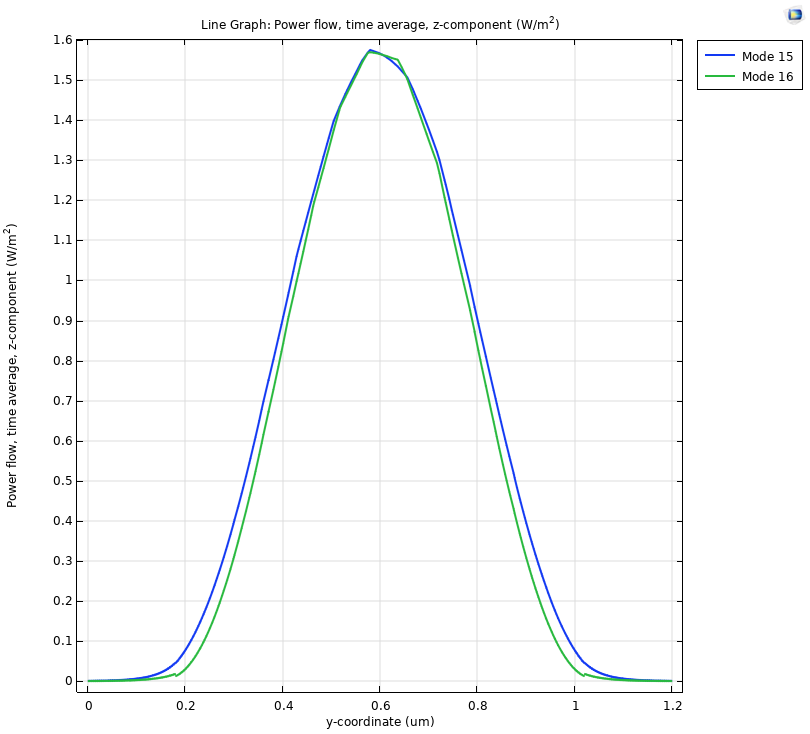 Line Graph: Power flow, time average, z-component (W/m²)
Mode 15
Mode 16
Power flow, time average, z-component (W/m²)
1.6
1.5
1.4
1.3
1.2
1.1
1
0.9
0.8
0.7
0.6
0.5
0.4
0.3
0.2
0.1
0
0 0.2 0.4 0.6 0.8 1 1.2
y-coordinate (um)